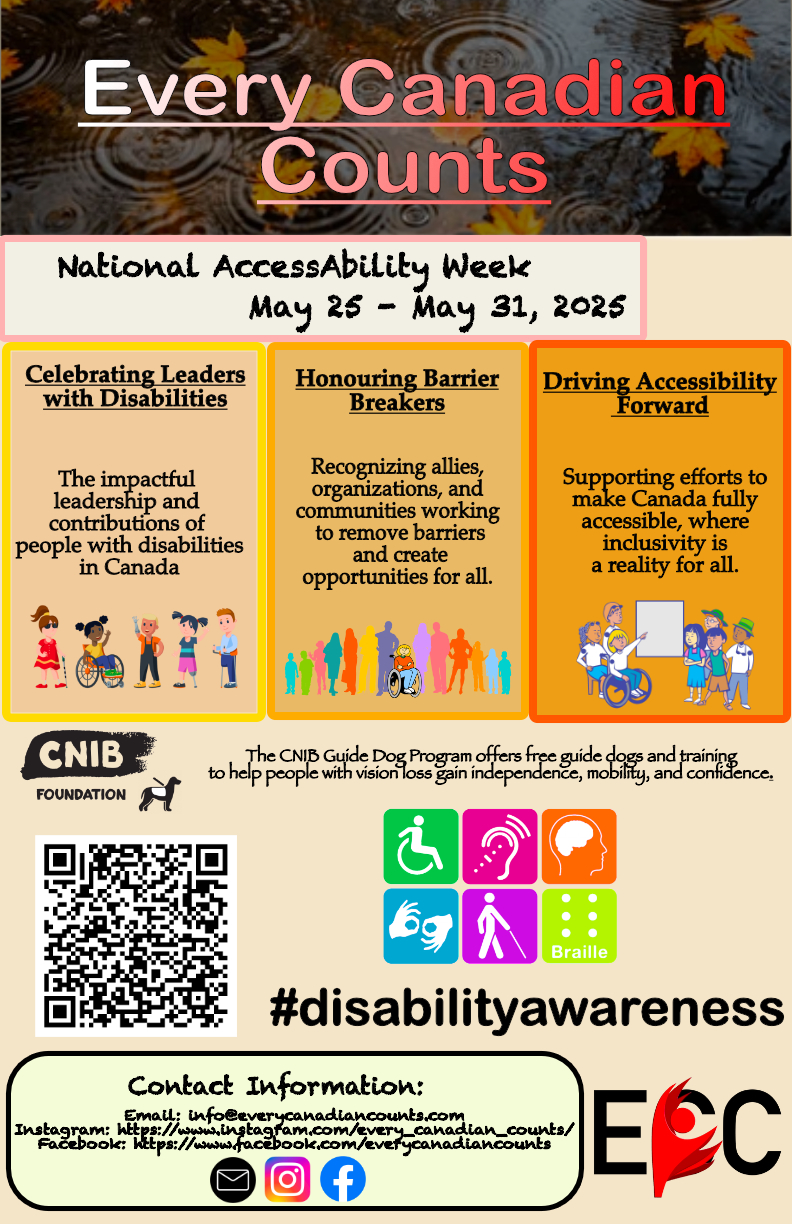 Every Canadian
Counts
National AccessAbility Week
May 25 - May 31, 2025
Celebrating Leaders
with Disabilities
The impactful
leadership and
contributions of
people with disabilities
in Canada
Honouring Barrier
Breakers
Recognizing allies,
organizations, and
communities working
to remove barriers
and create
opportunities for all.
Driving Accessibility
Forward
Supporting efforts to
make Canada fully
accessible, where
inclusivity is
a reality for all.
CNIB
FOUNDATION
The CNIB Guide Dog Program offers free guide dogs and training
to help people with vision loss gain independence, mobility, and confidence.
Braille
#disabilityawareness
Contact Information:
Email: info@everycanadiancounts.com
Instagram: https://www.instagram.com/every_canadian_counts/
Facebook: https://www.facebook.com/everycanadiancounts
ECC